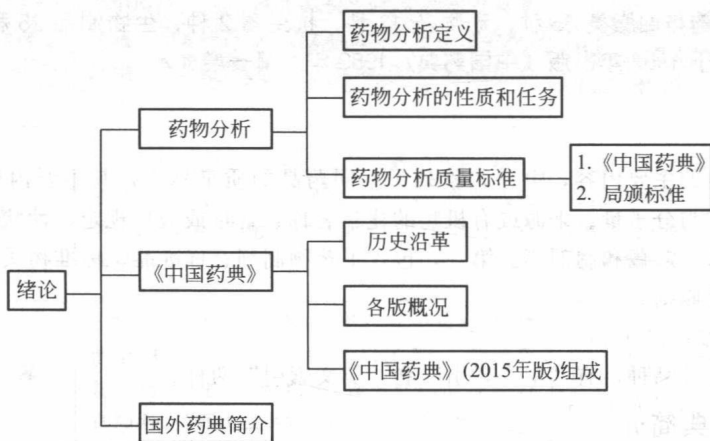 药物分析定义
药物分析
药物分析的性质和任务
药物分析质量标准
1.《中国药典》
2. 局颁标准
绪论
《中国药典》
历史沿革
各版概况
《中国药典》(2015年版)组成
国外药典简介